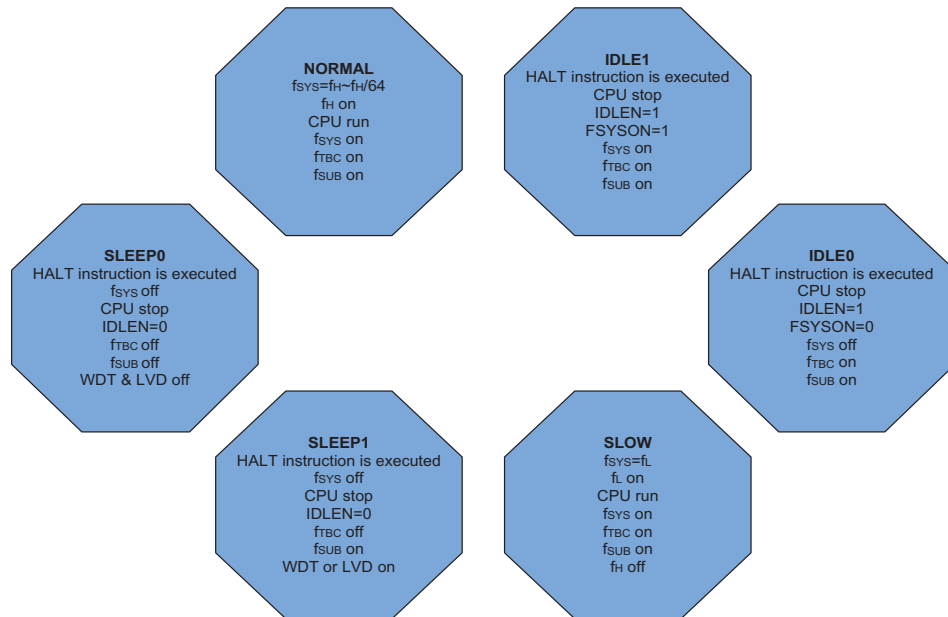 NORMAL
fSYS=fH~fH/64
fH on
CPU run
fSYS on
fTBC on
fSUB on
IDLE1
HALT instruction is executed
CPU stop
IDLEN=1
FSYSON=1
fSYS on
fTBC on
fSUB on
SLEEP0
HALT instruction is executed
fSYS off
CPU stop
IDLEN=0
fTBC off
fSUB off
WDT & LVD off
IDLE0
HALT instruction is executed
CPU stop
IDLEN=1
FSYSON=0
fSYS off
fTBC on
fSUB on
SLEEP1
HALT instruction is executed
fSYS off
CPU stop
IDLEN=0
fTBC off
fSUB on
WDT or LVD on
SLOW
fSYS=fL
fL on
CPU run
fSYS on
fTBC on
fSUB on
fH off